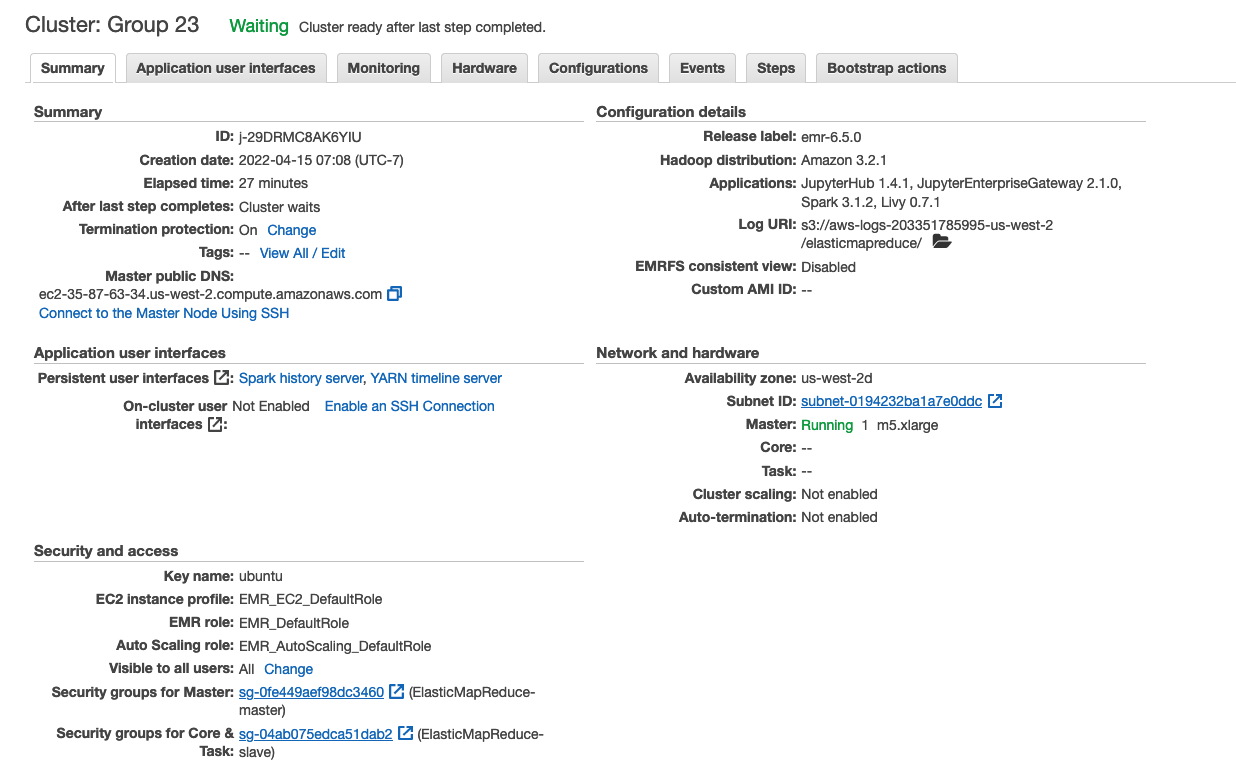 Cluster: Group 23 Waiting Cluster ready after last step completed.
Summary Application user interfaces Monitoring Hardware Configurations Events Steps Bootstrap actions
Summary
ID: j-29DRMC8AK6YIU
Creation date: 2022-04-15 07:08 (UTC-7)
Elapsed time: 27 minutes
After last step completes: Cluster waits
Termination protection: On Change
Tags: -- View All / Edit
Master public DNS:
ec2-35-87-63-34.us-west-2.compute.amazonaws.com
Connect to the Master Node Using SSH
Configuration details
Release label: emr-6.5.0
Hadoop distribution: Amazon 3.2.1
Applications: JupyterHub 1.4.1, JupyterEnterpriseGateway 2.1.0,
Spark 3.1.2, Livy 0.7.1
Log URI: s3://aws-logs-203351785995-us-west-2
/elasticmapreduce/
EMRFS consistent view: Disabled
Custom AMI ID: --
Application user interfaces
Persistent user interfaces : Spark history server, YARN timeline server
On-cluster user Not Enabled Enable an SSH Connection
interfaces :
Network and hardware
Availability zone: us-west-2d
Subnet ID: subnet-0194232ba1a7e0ddc
Master: Running 1 m5.xlarge
Core: --
Task: --
Cluster scaling: Not enabled
Auto-termination: Not enabled
Security and access
Key name: ubuntu
EC2 instance profile: EMR_EC2_DefaultRole
EMR role: EMR_DefaultRole
Auto Scaling role: EMR_AutoScaling_DefaultRole
Visible to all users: All Change
Security groups for Master: sg-0fe449aef98dc3460 (ElasticMapReduce-
master)
Security groups for Core & sg-04ab075edca51dab2 (ElasticMapReduce-
Task: slave)